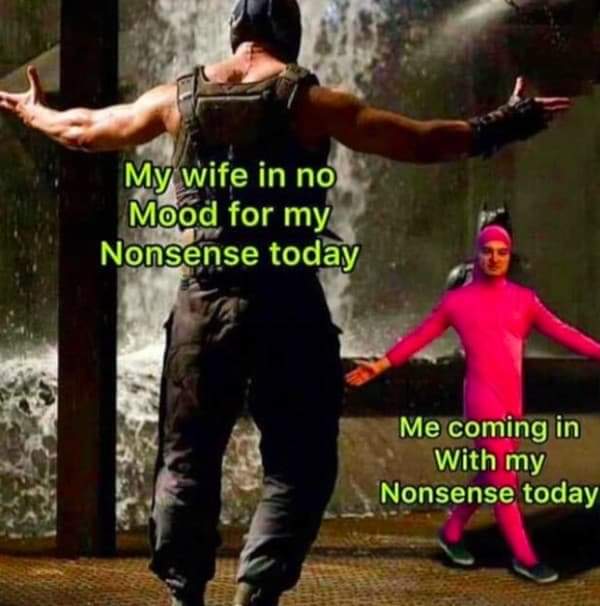 My wife in no
Mood for my
Nonsense today
Me coming in
With my
Nonsense today